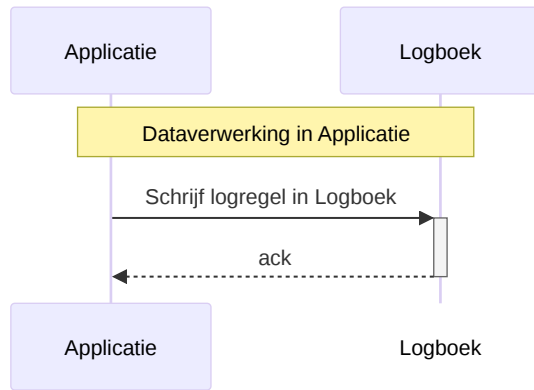 Applicatie
Logboek
Dataverwerking in Applicatie
Schrijf logregel in Logboek
ack
Applicatie
Logboek